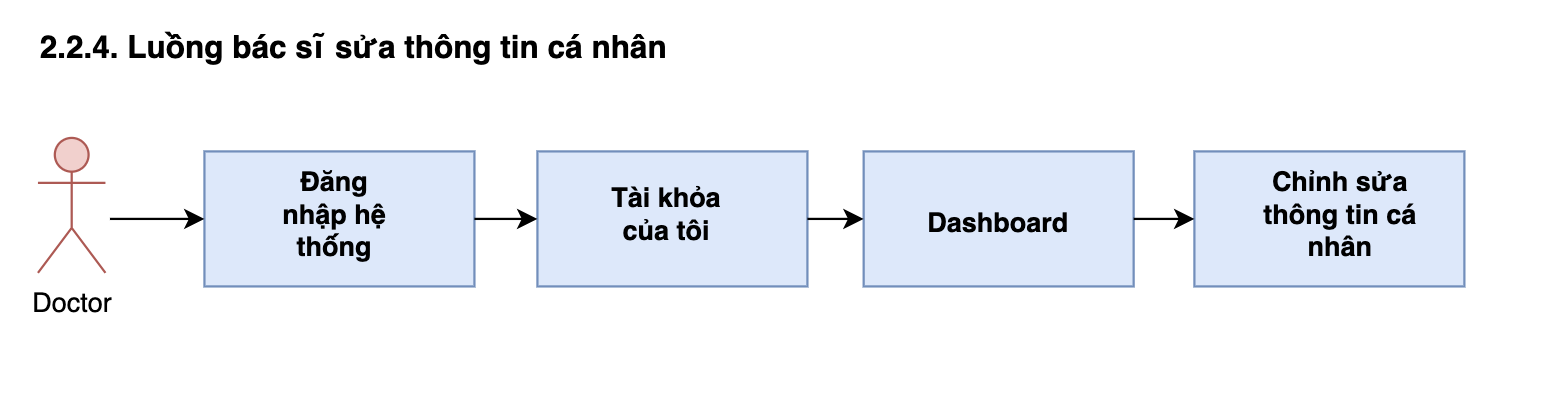 2.2.4. Luồng bác sĩ sửa thông tin cá nhân
Đăng
nhập hệ
thống
Tài khỏa
của tôi
Dashboard
Chỉnh sửa
thông tin cá
nhân
Doctor